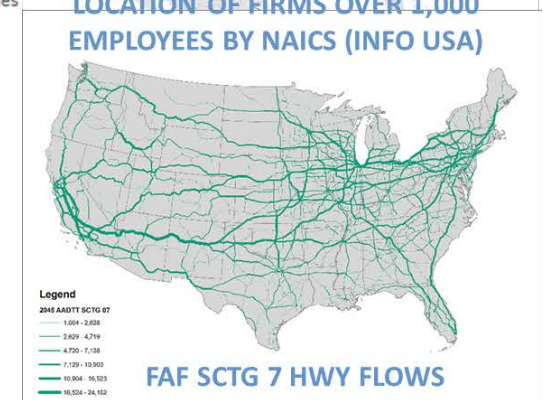 es
LOCATION OF FIRMS OVER 1,000
EMPLOYEES BY NAICS (INFO USA)
Legend
2045 AADTT SCTG 07
1,004 - 2,628
2,629 - 4,719
4,720 - 7,128
7,129 - 10,903
10,904 - 16,523
16,524 - 24,152
FAF SCTG 7 HWY FLOWS